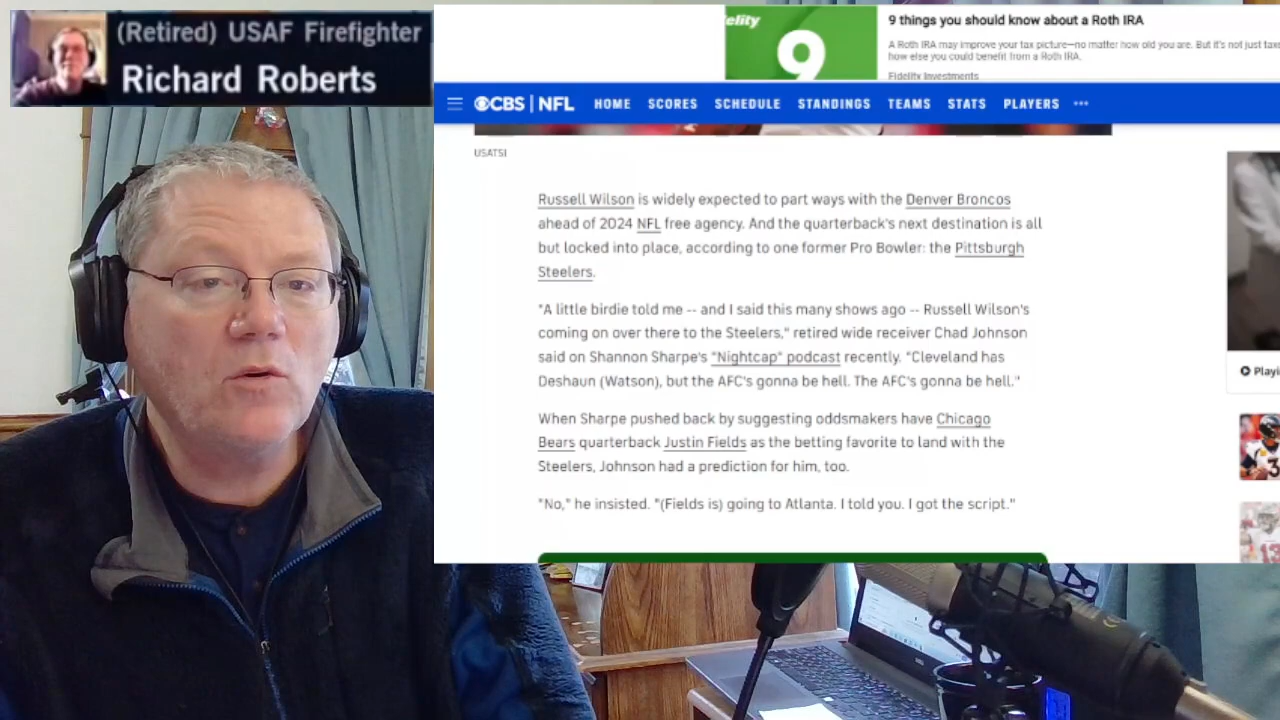 (Retired) USAF Firefighter
Richard Roberts
elity
9
9 things you should know about a Roth IRA
A Roth IRA may improve your tax picture—no matter how old you are. But it's not just
how else you could benefit from a Roth IRA.
Fidelity Investments
CBS | NFL HOME SCORES SCHEDULE STANDINGS TEAMS STATS PLAYERS ...
USATSI
Russell Wilson is widely expected to part ways with the Denver Broncos
ahead of 2024 NFL free agency. And the quarterback's next destination is all
but locked into place, according to one former Pro Bowler: the Pittsburgh
Steelers.
"A little birdie told me -- and I said this many shows ago -- Russell Wilson's
coming on over there to the Steelers," retired wide receiver Chad Johnson
said on Shannon Sharpe's "Nightcap" podcast recently. "Cleveland has
Deshaun (Watson), but the AFC's gonna be hell. The AFC's gonna be hell."
When Sharpe pushed back by suggesting oddsmakers have Chicago
Bears quarterback Justin Fields as the betting favorite to land with the
Steelers, Johnson had a prediction for him, too.
"No," he insisted. "(Fields is) going to Atlanta. I told you. I got the script."
Playi